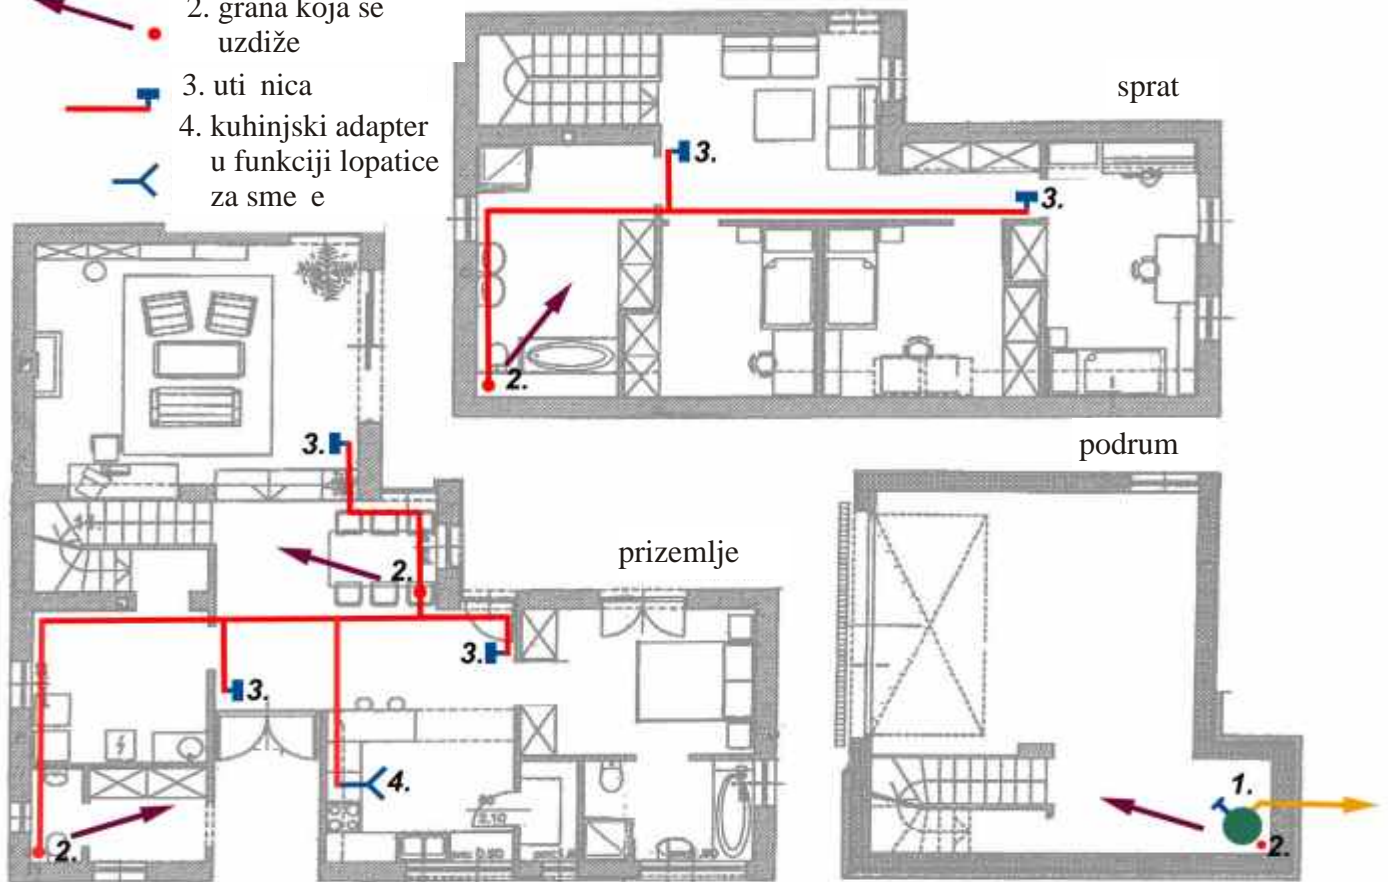 2. grana koja se
uzdiže
3. uti nica
4. kuhinjski adapter
u funkciji lopatice
za sme e
sprat
3.
3.
2.
podrum
3.
prizemlje
2.
3.
3.
4.
2.
1.
2.